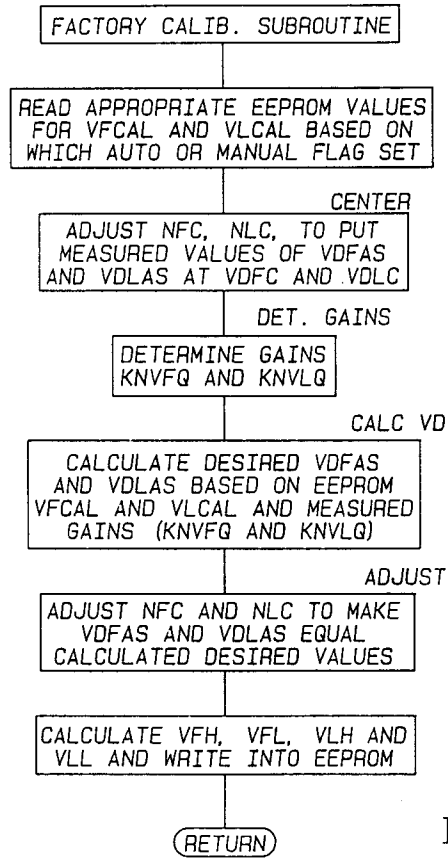 FACTORY CALIB. SUBROUTINE
READ APPROPRIATE EEPROM VALUES
FOR VFCAL AND VLCAL BASED ON
WHICH AUTO OR MANUAL FLAG SET
CENTER
ADJUST NFC, NLC, TO PUT
MEASURED VALUES OF VDFAS
AND VDLAS AT VDFC AND VDLC
DET. GAINS
DETERMINE GAINS
KNVFQ AND KNVLQ
CALC VD
CALCULATE DESIRED VDFAS
AND VDLAS BASED ON EEPROM
VFCAL AND VLCAL AND MEASURED
GAINS (KNVFQ AND KNVLQ)
ADJUST
ADJUST NFC AND NLC TO MAKE
VDFAS AND VDLAS EQUAL
CALCULATED DESIRED VALUES
CALCULATE VFH, VFL, VLH AND
VLL AND WRITE INTO EEPROM
RETURN